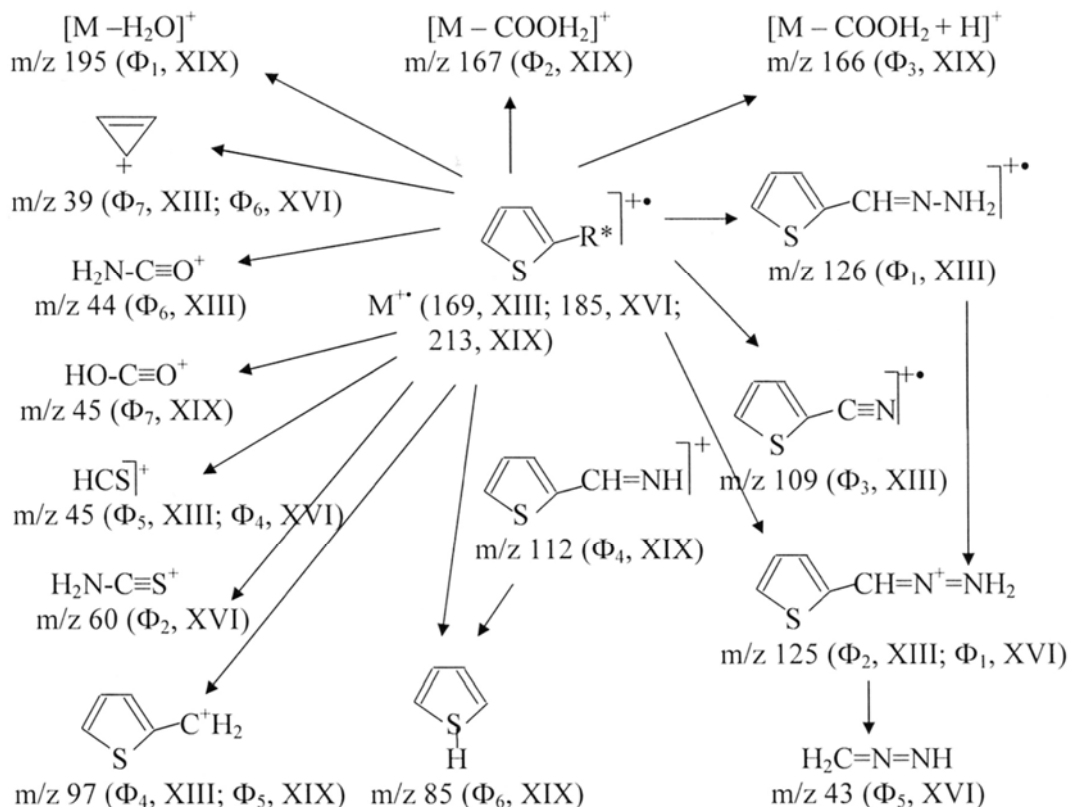 [M –H₂O]⁺
m/z 195 (Φ₁, XIX)
[M – COOH₂]⁺
m/z 167 (Φ₂, XIX)
[M – COOH₂ + H]⁺
m/z 166 (Φ₃, XIX)
+
m/z 39 (Φ₇, XIII; Φ₆, XVI)
S R* +•
M⁺• (169, XIII; 185, XVI;
213, XIX)
S CH=N-NH₂ +•
m/z 126 (Φ₁, XIII)
H₂N-C≡O⁺
m/z 44 (Φ₆, XIII)
HO-C≡O⁺
m/z 45 (Φ₇, XIX)
S C≡N +•
m/z 109 (Φ₃, XIII)
HCS +
m/z 45 (Φ₅, XIII; Φ₄, XVI)
S CH=NH +
m/z 112 (Φ₄, XIX)
H₂N-C≡S⁺
m/z 60 (Φ₂, XVI)
S CH=N⁺=NH₂
m/z 125 (Φ₂, XIII; Φ₁, XVI)
S C⁺H₂
m/z 97 (Φ₄, XIII; Φ₅, XIX)
S
H
m/z 85 (Φ₆, XIX)
H₂C=N=NH
m/z 43 (Φ₅, XVI)